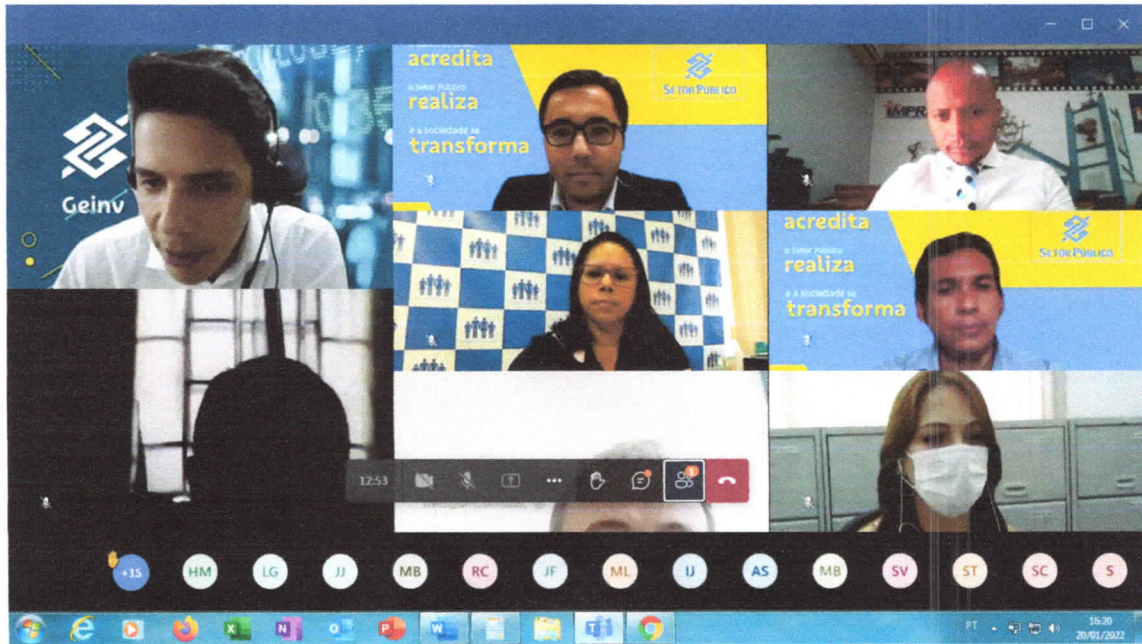 Geinv
acredita
o Setor Público
realiza
e a sociedade se
transforma
SETOR PÚBLICO
IMPR
acredita
o Setor Público
realiza
e a sociedade se
transforma
SETOR PÚBLICO
12:53
1
+15
HM
LG
JJ
MB
RC
JF
ML
IJ
AS
MB
SV
ST
SC
S
PT
16:20
20/01/2022